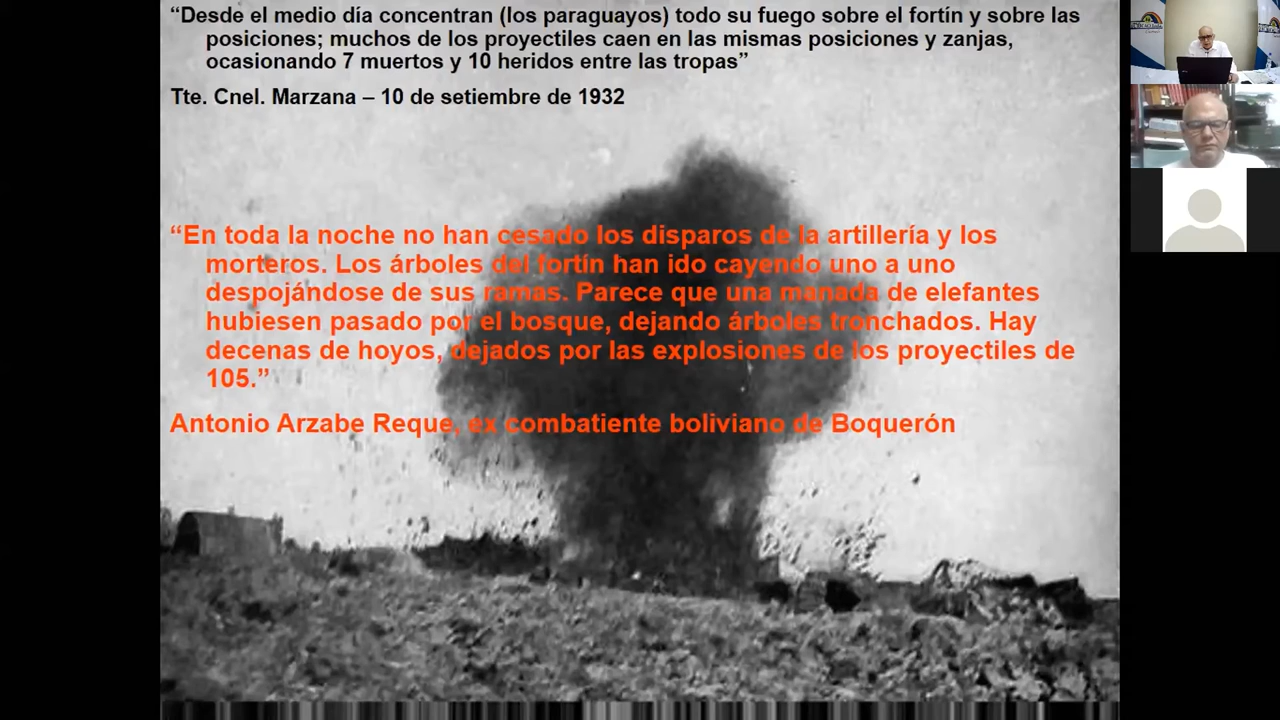 “Desde el medio día concentran (los paraguayos) todo su fuego sobre el fortín y sobre las
posiciones; muchos de los proyectiles caen en las mismas posiciones y zanjas,
ocasionando 7 muertos y 10 heridos entre las tropas”
Tte. Cnel. Marzana – 10 de setiembre de 1932
“En toda la noche no han cesado los disparos de la artillería y los
morteros. Los árboles del fortín han ido cayendo uno a uno
despojándose de sus ramas. Parece que una manada de elefantes
hubiesen pasado por el bosque, dejando árboles tronchados. Hay
decenas de hoyos, dejados por las explosiones de los proyectiles de
105.”
Antonio Arzabe Reque, ex combatiente boliviano de Boquerón